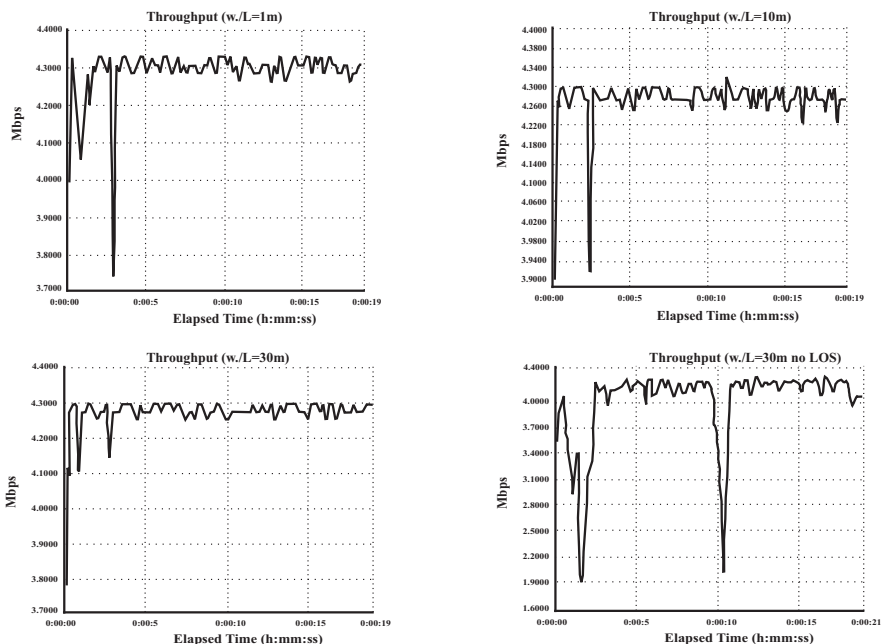 Throughput (w./L=1m)
4.4000
4.3000
4.2000
4.1000
4.0000
3.9000
3.8000
3.7000
Mbps
0:00:00 0:00:5 0:00:10 0:00:15 0:00:19
Elapsed Time (h:mm:ss)
Throughput (w./L=10m)
4.4000
4.3800
4.3400
4.3000
4.2600
4.2200
4.1800
4.1400
4.1000
4.0600
4.0200
3.9800
3.9400
3.9000
Mbps
0:00:00 0:00:5 0:00:10 0:00:15 0:00:19
Elapsed Time (h:mm:ss)
Throughput (w./L=30m)
4.4000
4.3000
4.2000
4.1000
4.0000
3.9000
3.8000
3.7000
Mbps
0:00:00 0:00:5 0:00:10 0:00:15 0:00:19
Elapsed Time (h:mm:ss)
Throughput (w./L=30m no LOS)
4.4000
4.0000
3.7000
3.4000
3.1000
2.8000
2.5000
2.2000
1.9000
1.6000
Mbps
0:00:00 0:00:5 0:00:10 0:00:15 0:00:21
Elapsed Time (h:mm:ss)